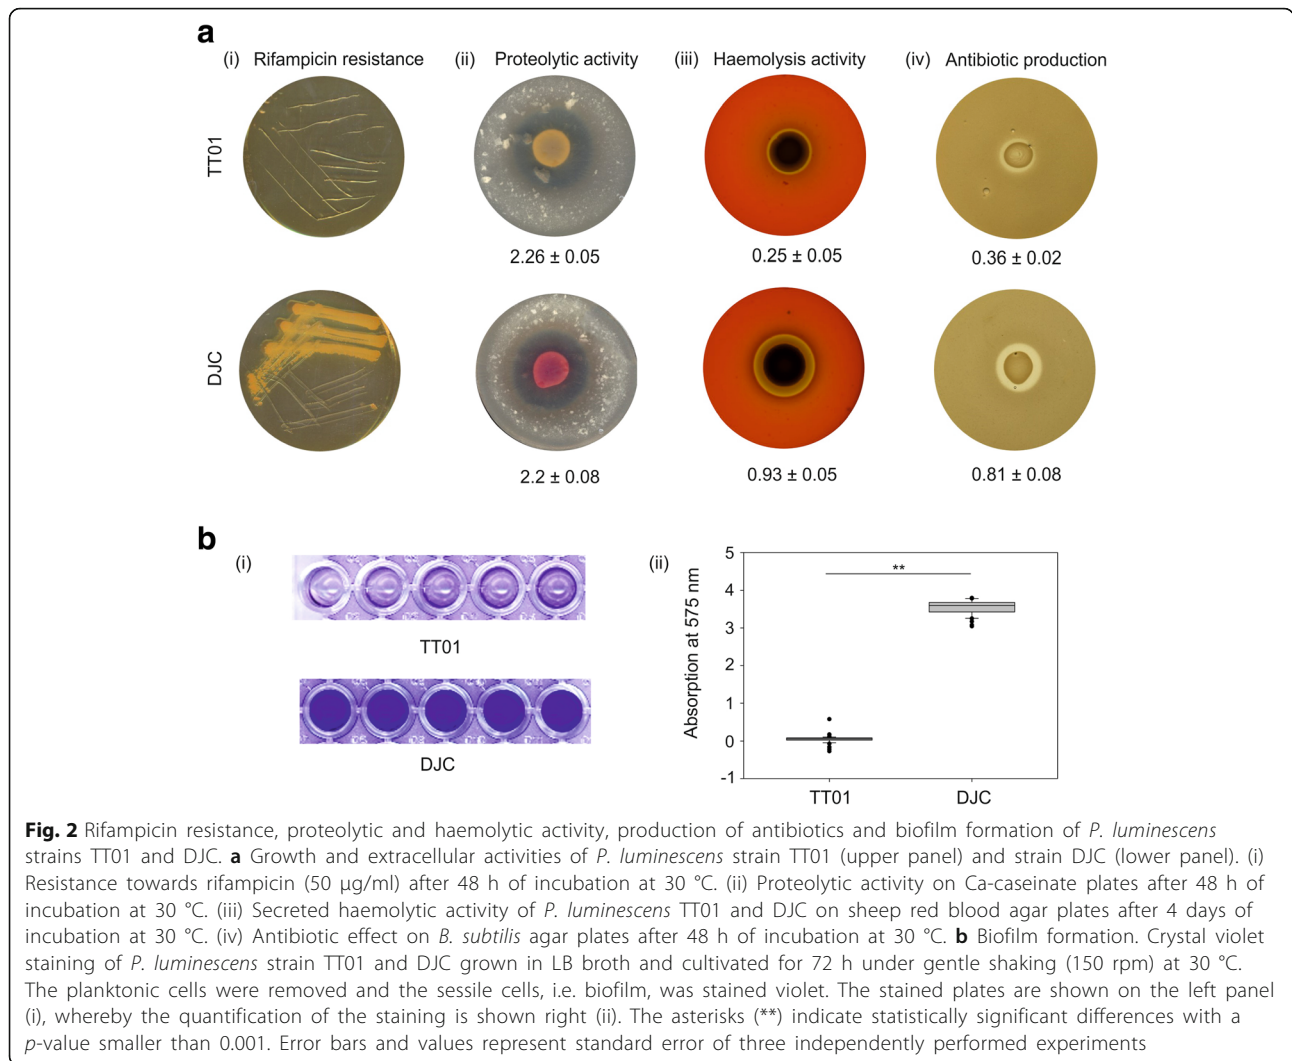 a
(i) Rifampicin resistance (ii) Proteolytic activity (iii) Haemolysis activity (iv) Antibiotic production
TT01
2.26 ± 0.05 0.25 ± 0.05 0.36 ± 0.02
DJC
2.2 ± 0.08 0.93 ± 0.05 0.81 ± 0.08
b
(i)
TT01
DJC
(ii)
Absorption at 575 nm
5
4
3
2
1
0
-1
**
TT01 DJC
Fig. 2 Rifampicin resistance, proteolytic and haemolytic activity, production of antibiotics and biofilm formation of P. luminescens
strains TT01 and DJC. a Growth and extracellular activities of P. luminescens strain TT01 (upper panel) and strain DJC (lower panel). (i)
Resistance towards rifampicin (50 μg/ml) after 48 h of incubation at 30 °C. (ii) Proteolytic activity on Ca-caseinate plates after 48 h of
incubation at 30 °C. (iii) Secreted haemolytic activity of P. luminescens TT01 and DJC on sheep red blood agar plates after 4 days of
incubation at 30 °C. (iv) Antibiotic effect on B. subtilis agar plates after 48 h of incubation at 30 °C. b Biofilm formation. Crystal violet
staining of P. luminescens strain TT01 and DJC grown in LB broth and cultivated for 72 h under gentle shaking (150 rpm) at 30 °C.
The planktonic cells were removed and the sessile cells, i.e. biofilm, was stained violet. The stained plates are shown on the left panel
(i), whereby the quantification of the staining is shown right (ii). The asterisks (**) indicate statistically significant differences with a
p-value smaller than 0.001. Error bars and values represent standard error of three independently performed experiments